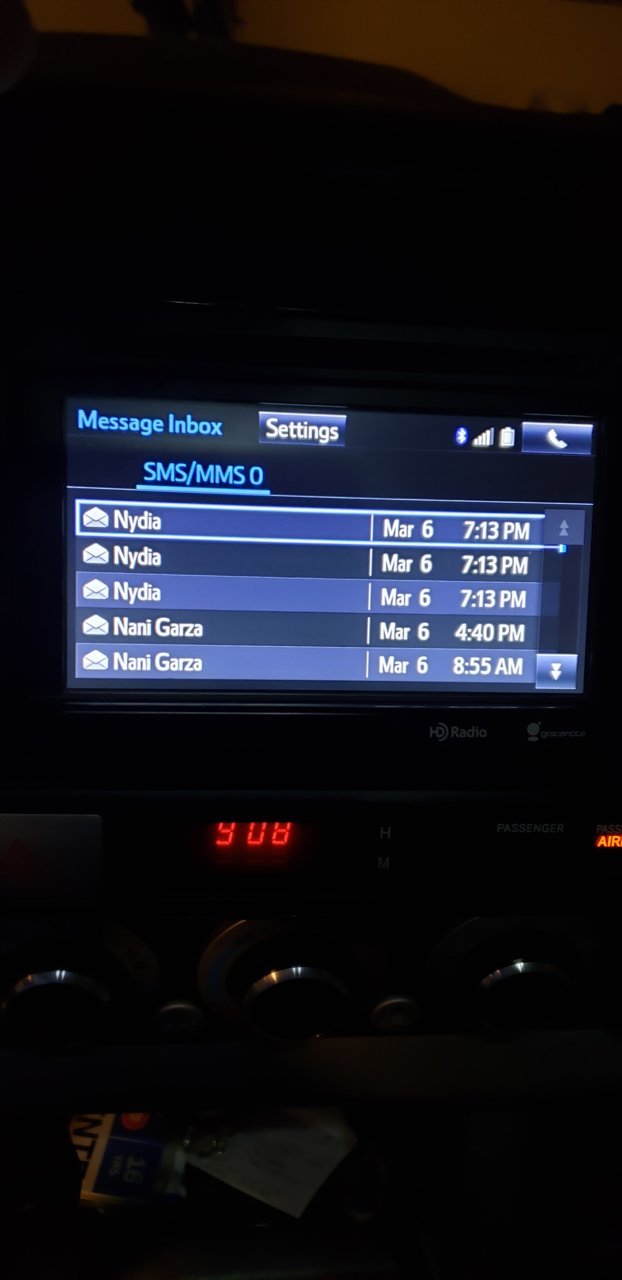 Message Inbox Settings
SMS/MMS 0
Nydia Mar 6 7:13 PM
Nydia Mar 6 7:13 PM
Nydia Mar 6 7:13 PM
Nani Garza Mar 6 4:40 PM
Nani Garza Mar 6 8:55 AM
HD Radio gracenote
H
PASSENGER
M
16